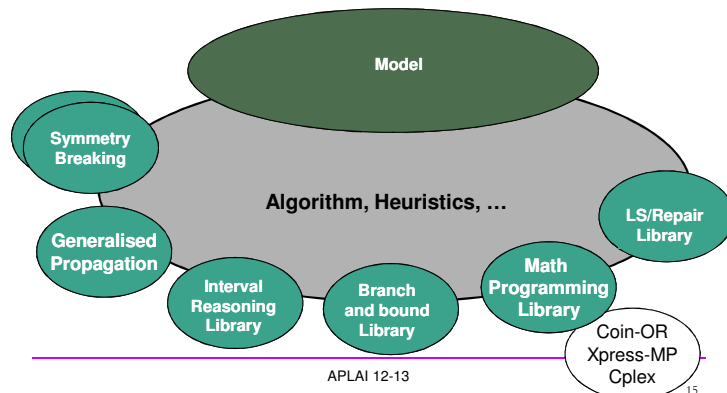 Model
Symmetry
Breaking
Algorithm, Heuristics, …
LS/Repair
Library
Generalised
Propagation
Interval
Reasoning
Library
Branch
and bound
Library
Math
Programming
Library
Coin-OR
Xpress-MP
Cplex
APLAI 12-13
15